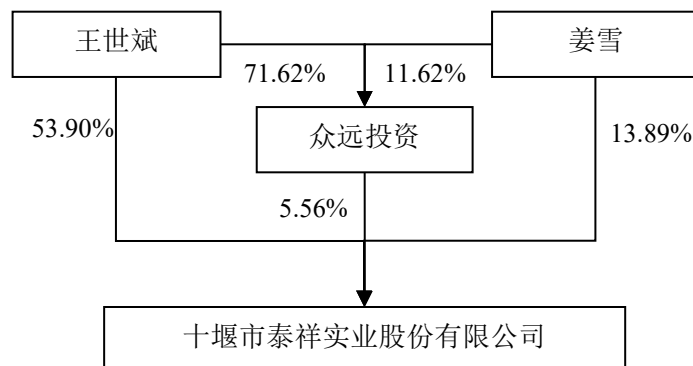 王世斌
姜雪
71.62%
11.62%
53.90%
众远投资
13.89%
5.56%
十堰市泰祥实业股份有限公司